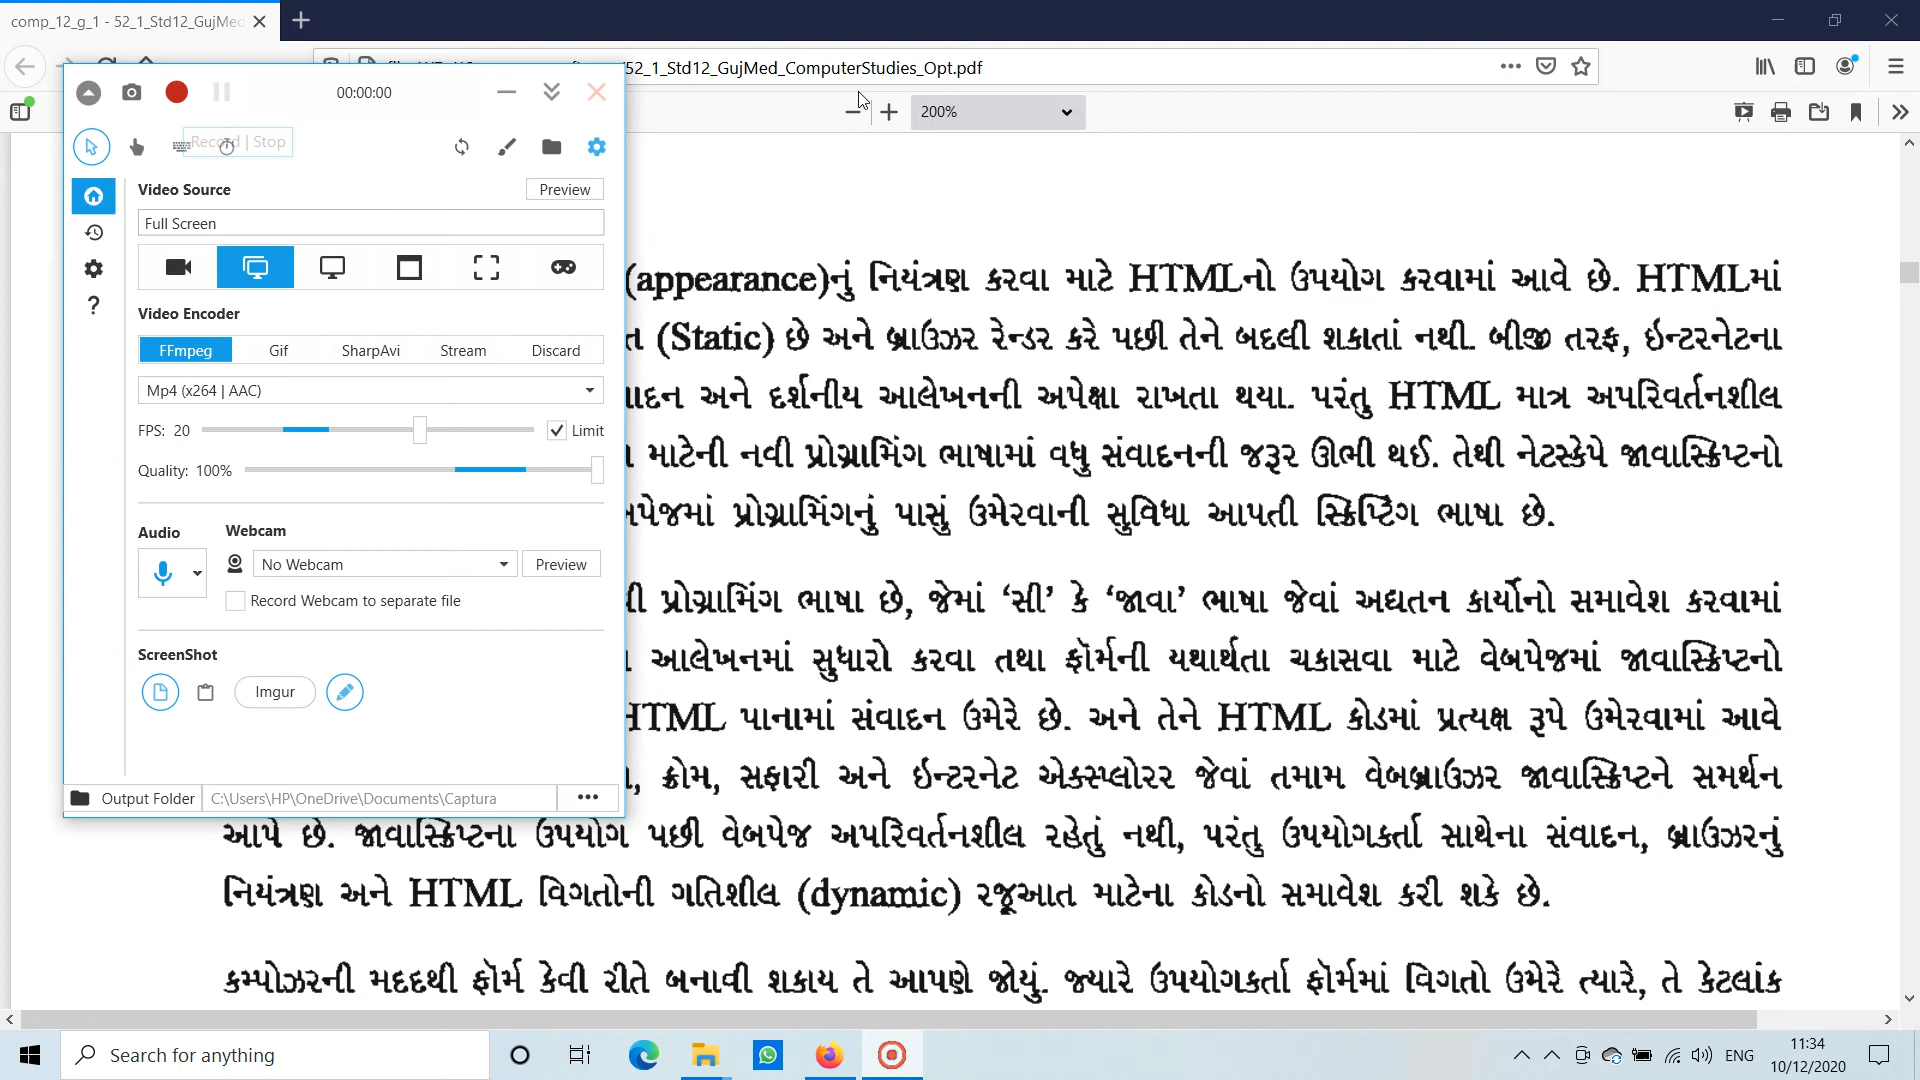 comp_12_g_1 - 52_1_Std12_GujMed
52_1_Std12_GujMed_ComputerStudies_Opt.pdf
200%
00:00:00
Record | Stop
Video Source
Preview
Full Screen
Video Encoder
FFmpeg Gif SharpAvi Stream Discard
Mp4 (x264 | AAC)
FPS: 20 Limit
Quality: 100%
Audio Webcam
No Webcam Preview
Record Webcam to separate file
ScreenShot
Imgur
Output Folder C:\Users\HP\OneDrive\Documents\Captura
(appearance)નું નિયંત્રણ કરવા માટે HTMLનો ઉપયોગ કરવામાં આવે છે. HTMLમાં
(Static) છે અને બ્રાઉઝર રેન્ડર કરે પછી તેને બદલી શકાતાં નથી. બીજી તરફ, ઇન્ટરનેટના
અને દર્શનીય આલેખનની અપેક્ષા રાખતા થયા. પરંતુ HTML માત્ર અપરિવર્તનશીલ
માટેની નવી પ્રોગ્રામિંગ ભાષામાં વધુ સંવાદનની જરૂર ઊભી થઈ. તેથી નેટસ્કેપે જાવાસ્ક્રિપ્ટનો
પ્રોગ્રામિંગનું પાસું ઉમેરવાની સુવિધા આપતી સ્ક્રિપ્ટિંગ ભાષા છે.
પ્રોગ્રામિંગ ભાષા છે, જેમાં ‘સી’ કે ‘જાવા’ ભાષા જેવાં અદ્યતન કાર્યોનો સમાવેશ કરવામાં
આલેખનમાં સુધારો કરવા તથા ફૉર્મની યથાર્થતા ચકાસવા માટે વેબપેજમાં જાવાસ્ક્રિપ્ટનો
HTML પાનામાં સંવાદન ઉમેરે છે. અને તેને HTML કોડમાં પ્રત્યક્ષ રૂપે ઉમેરવામાં આવે
ક્રોમ, સફારી અને ઇન્ટરનેટ એક્સ્પ્લોરર જેવાં તમામ વેબબ્રાઉઝર જાવાસ્ક્રિપ્ટને સમર્થન
આપે છે. જાવાસ્ક્રિપ્ટના ઉપયોગ પછી વેબપેજ અપરિવર્તનશીલ રહેતું નથી, પરંતુ ઉપયોગકર્તા સાથેના સંવાદન, બ્રાઉઝરનું
નિયંત્રણ અને HTML વિગતોની ગતિશીલ (dynamic) રજૂઆત માટેના કોડનો સમાવેશ કરી શકે છે.
કમ્પોઝરની મદદથી ફૉર્મ કેવી રીતે બનાવી શકાય તે આપણે જોયું. જ્યારે ઉપયોગકર્તા ફૉર્મમાં વિગતો ઉમેરે ત્યારે, તે કેટલાંક
Search for anything
ENG
11:34
10/12/2020